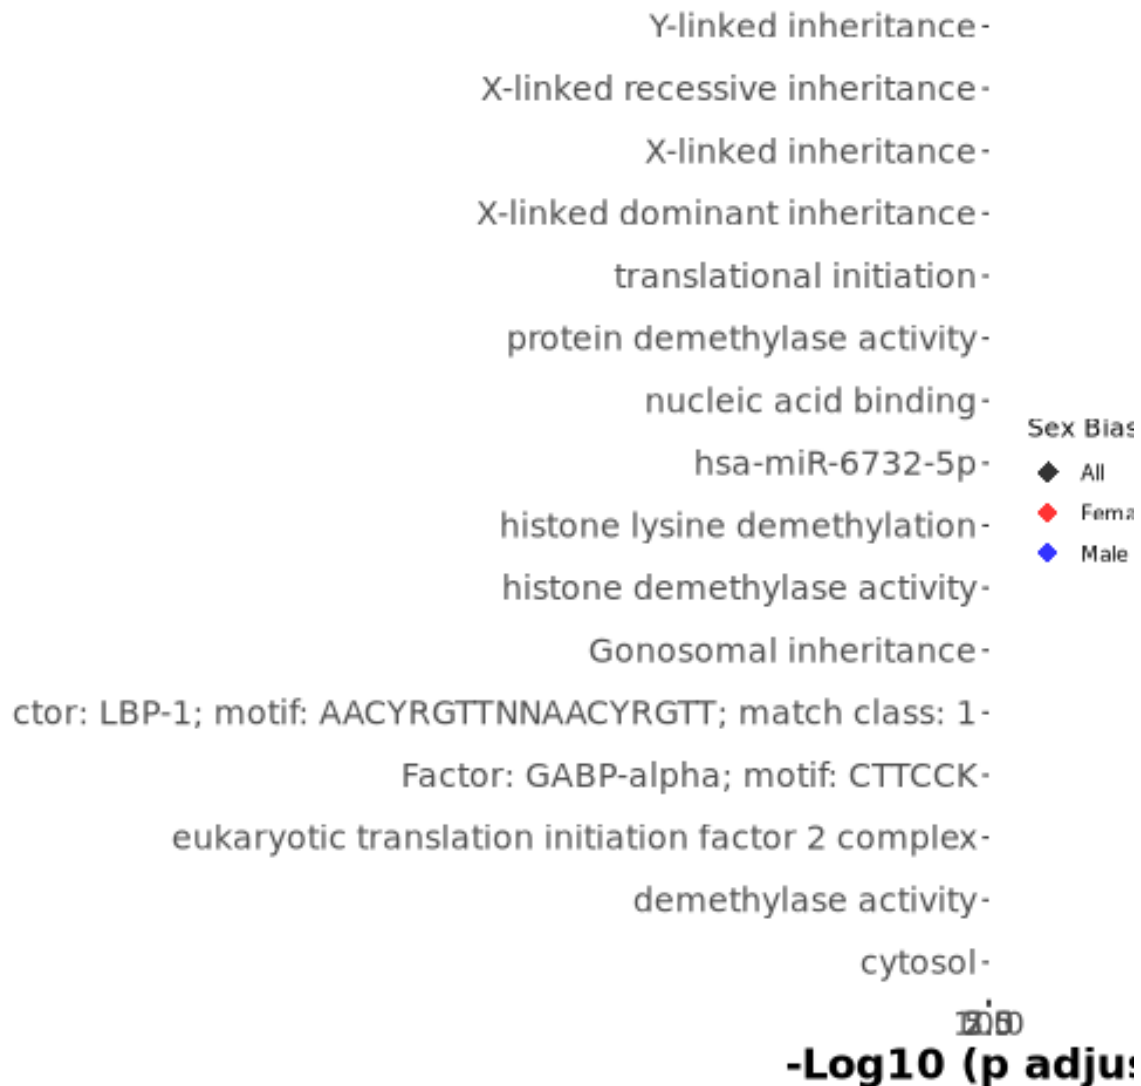 Y-linked inheritance
X-linked recessive inheritance
X-linked inheritance
X-linked dominant inheritance
translational initiation
protein demethylase activity
nucleic acid binding
hsa-miR-6732-5p
histone lysine demethylation
histone demethylase activity
Gonosomal inheritance
ctor: LBP-1; motif: AACYRGTTNNAACYRGTT; match class: 1
Factor: GABP-alpha; motif: CTTCCK
eukaryotic translation initiation factor 2 complex
demethylase activity
cytosol
-Log10 (p adjus
Sex Bias
All
Fema
Male